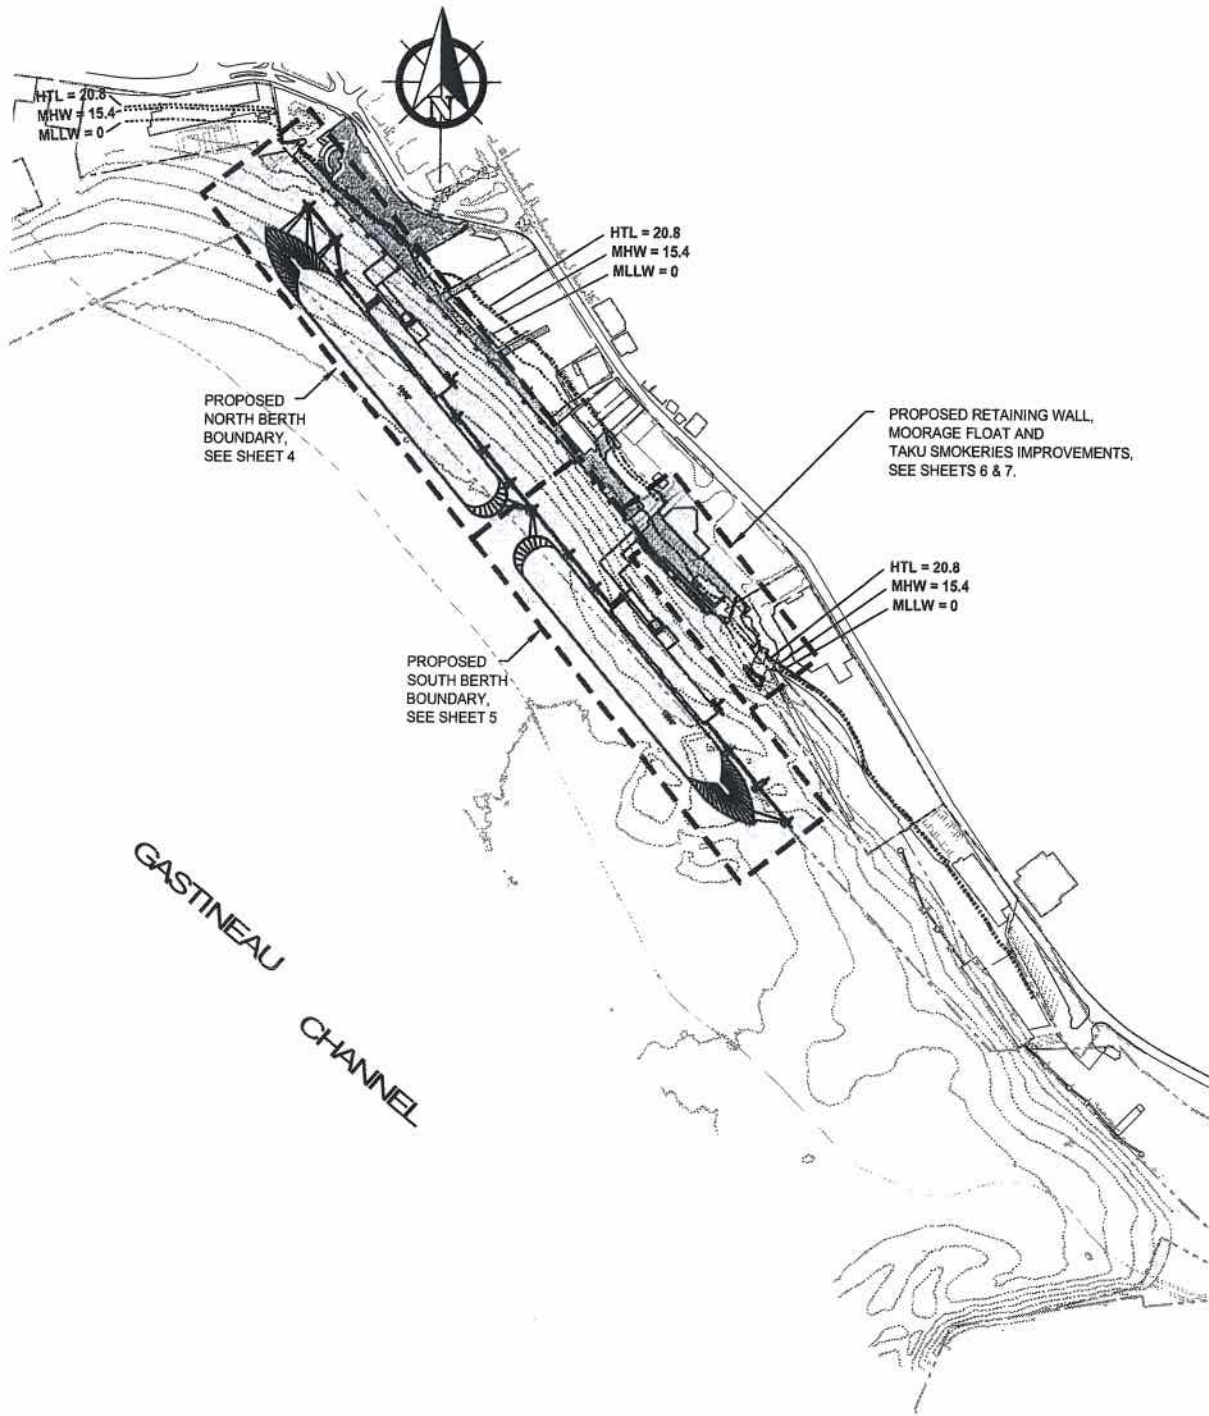 N
HTL = 20.8
MHW = 15.4
MLLW = 0
HTL = 20.8
MHW = 15.4
MLLW = 0
PROPOSED
NORTH BERTH
BOUNDARY,
SEE SHEET 4
PROPOSED RETAINING WALL,
MOORAGE FLOAT AND
TAKU SMOKERIES IMPROVEMENTS,
SEE SHEETS 6 & 7.
HTL = 20.8
MHW = 15.4
MLLW = 0
PROPOSED
SOUTH BERTH
BOUNDARY,
SEE SHEET 5
GASTINEAU
CHANNEL